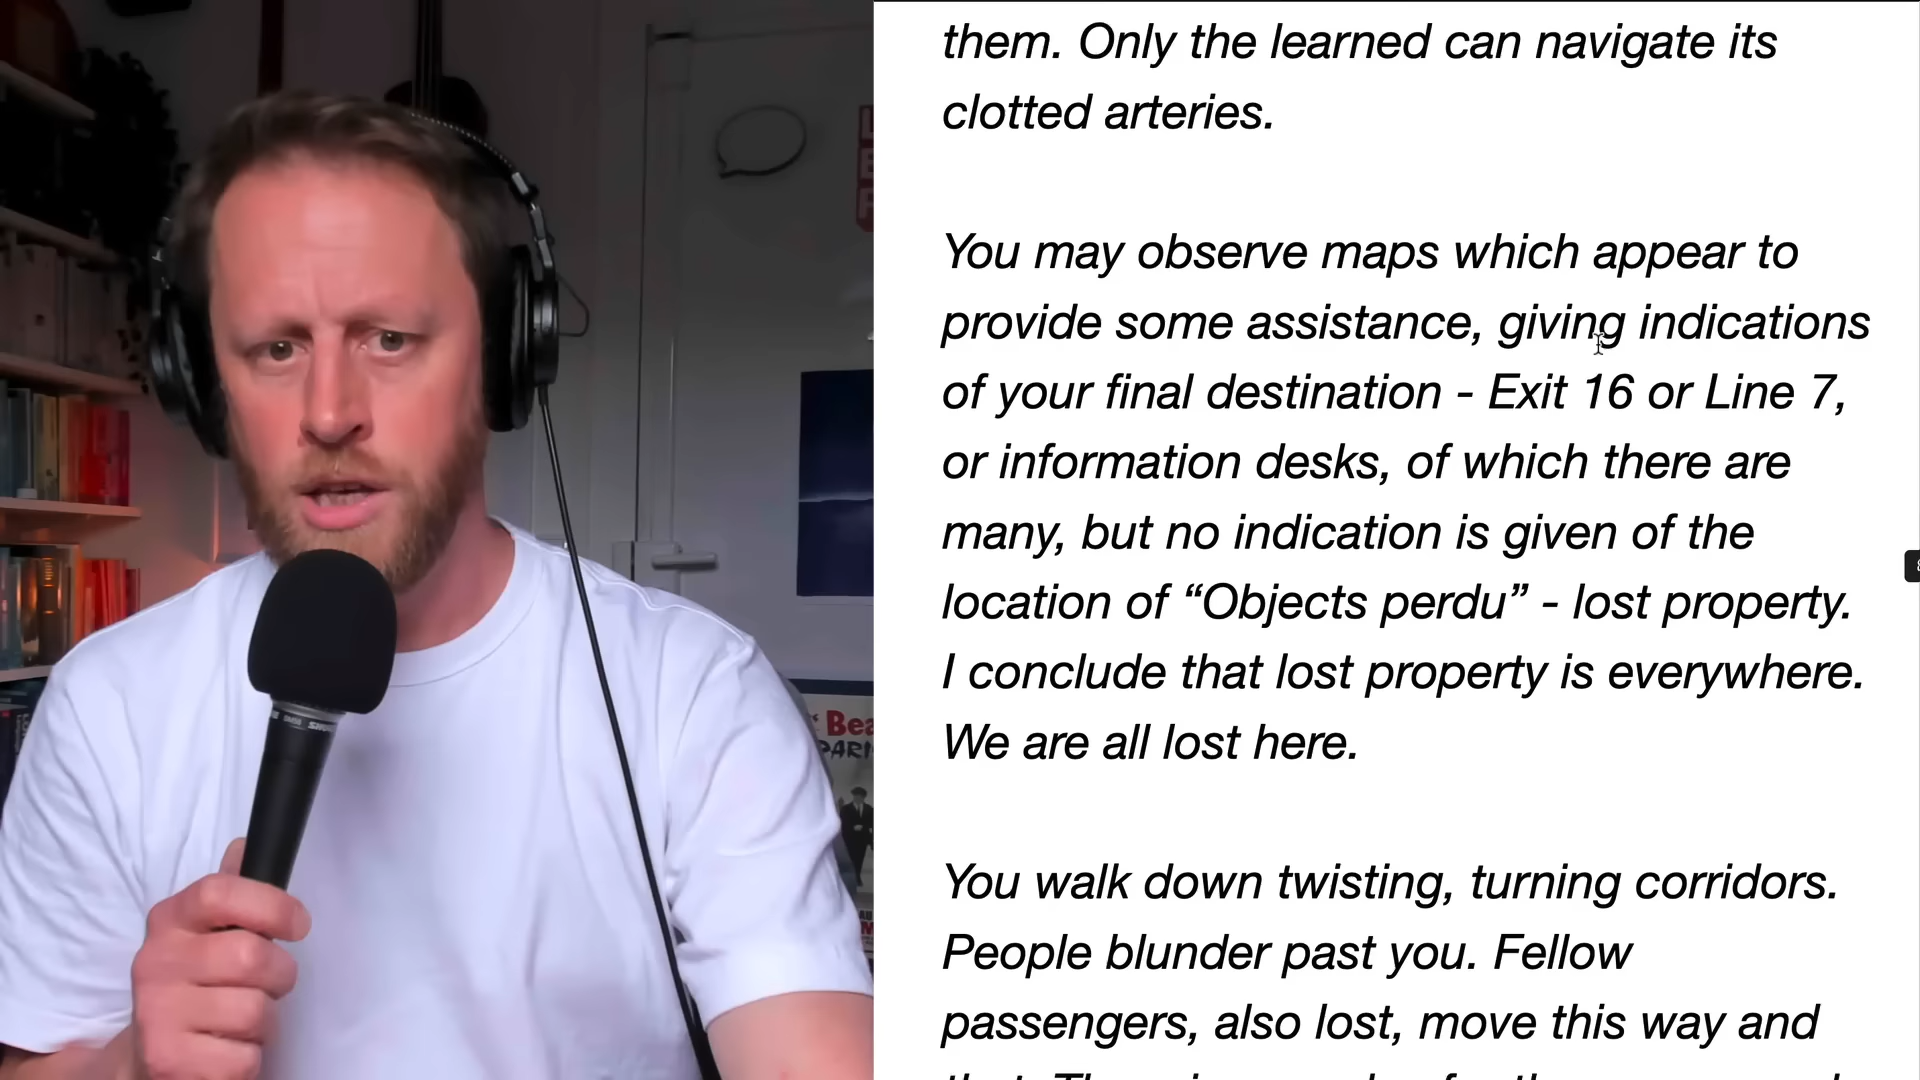 them. Only the learned can navigate its
clotted arteries.
You may observe maps which appear to
provide some assistance, giving indications
of your final destination - Exit 16 or Line 7,
or information desks, of which there are
many, but no indication is given of the
location of “Objects perdu” - lost property.
I conclude that lost property is everywhere.
We are all lost here.
You walk down twisting, turning corridors.
People blunder past you. Fellow
passengers, also lost, move this way and
Bea